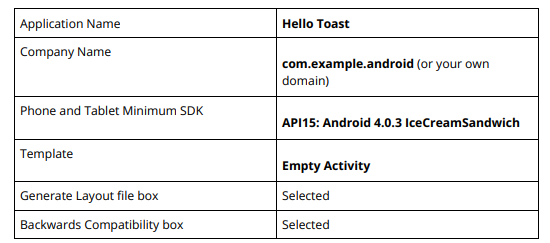 Application Name Hello Toast
Company Name
com.example.android (or your own
domain)
Phone and Tablet Minimum SDK
API15: Android 4.0.3 IceCreamSandwich
Template
Empty Activity
Generate Layout file box Selected
Backwards Compatibility box Selected